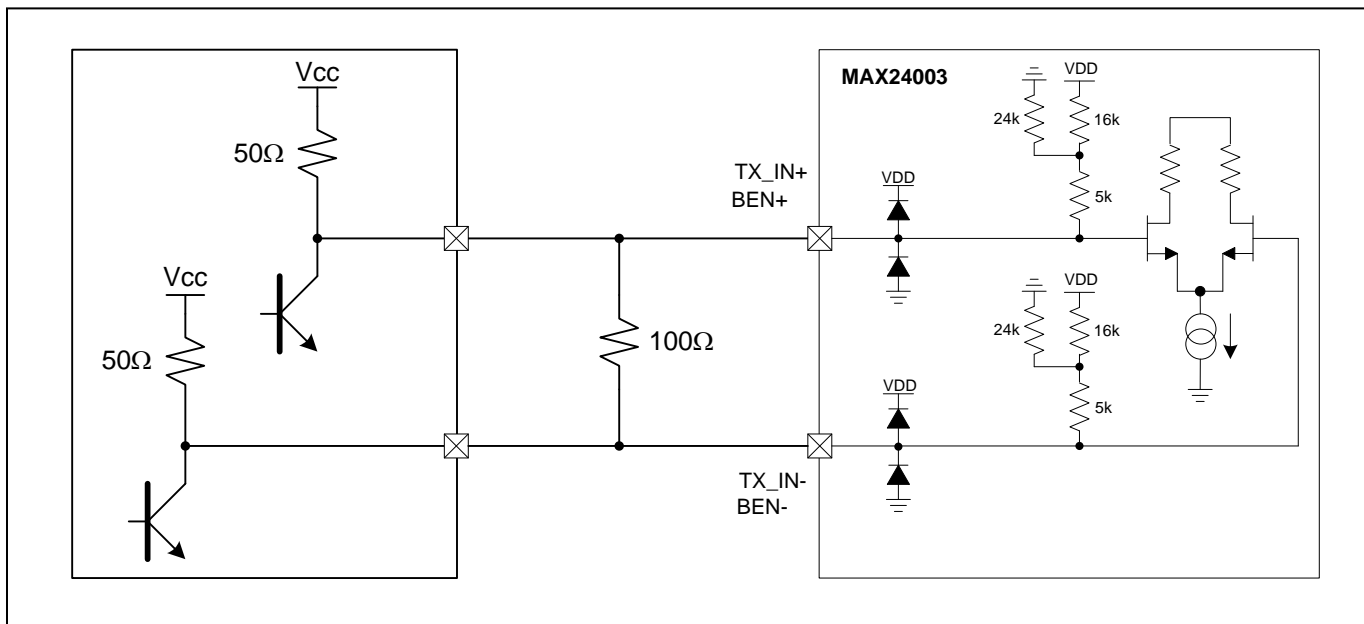 Vcc
50Ω
Vcc
50Ω
100Ω
TX_IN+
BEN+
TX_IN-
BEN-
MAX24003
VDD
24k
16k
VDD
5k
VDD
24k
16k
VDD
5k